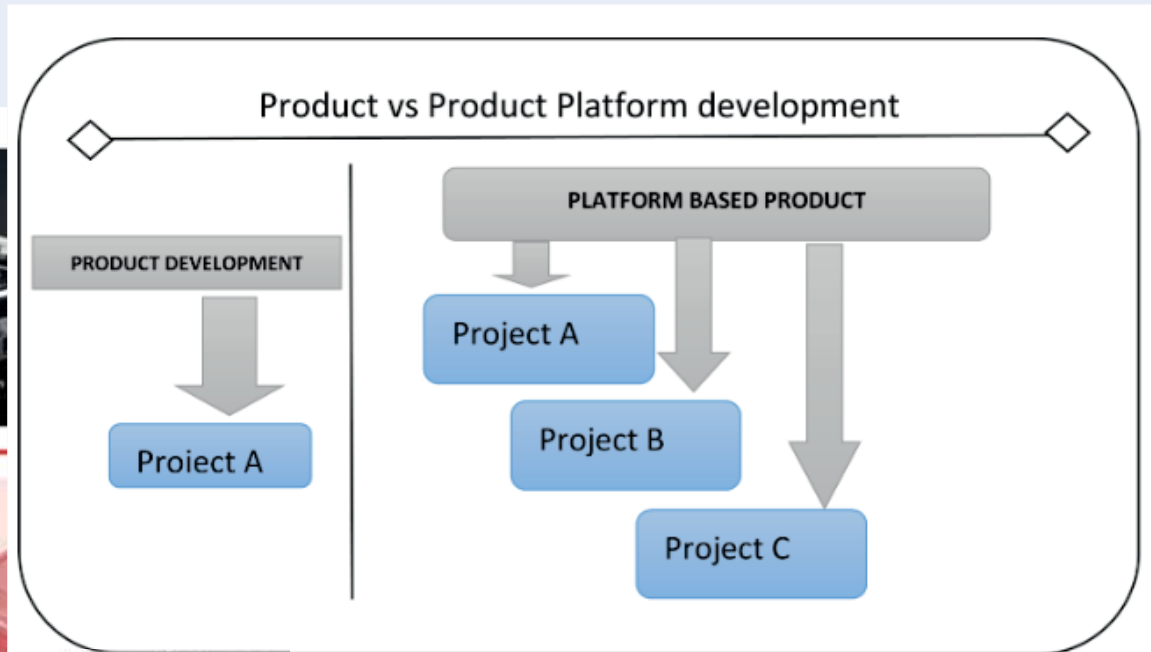 Product vs Product Platform development
PRODUCT DEVELOPMENT
Proiect A
PLATFORM BASED PRODUCT
Project A
Project B
Project C